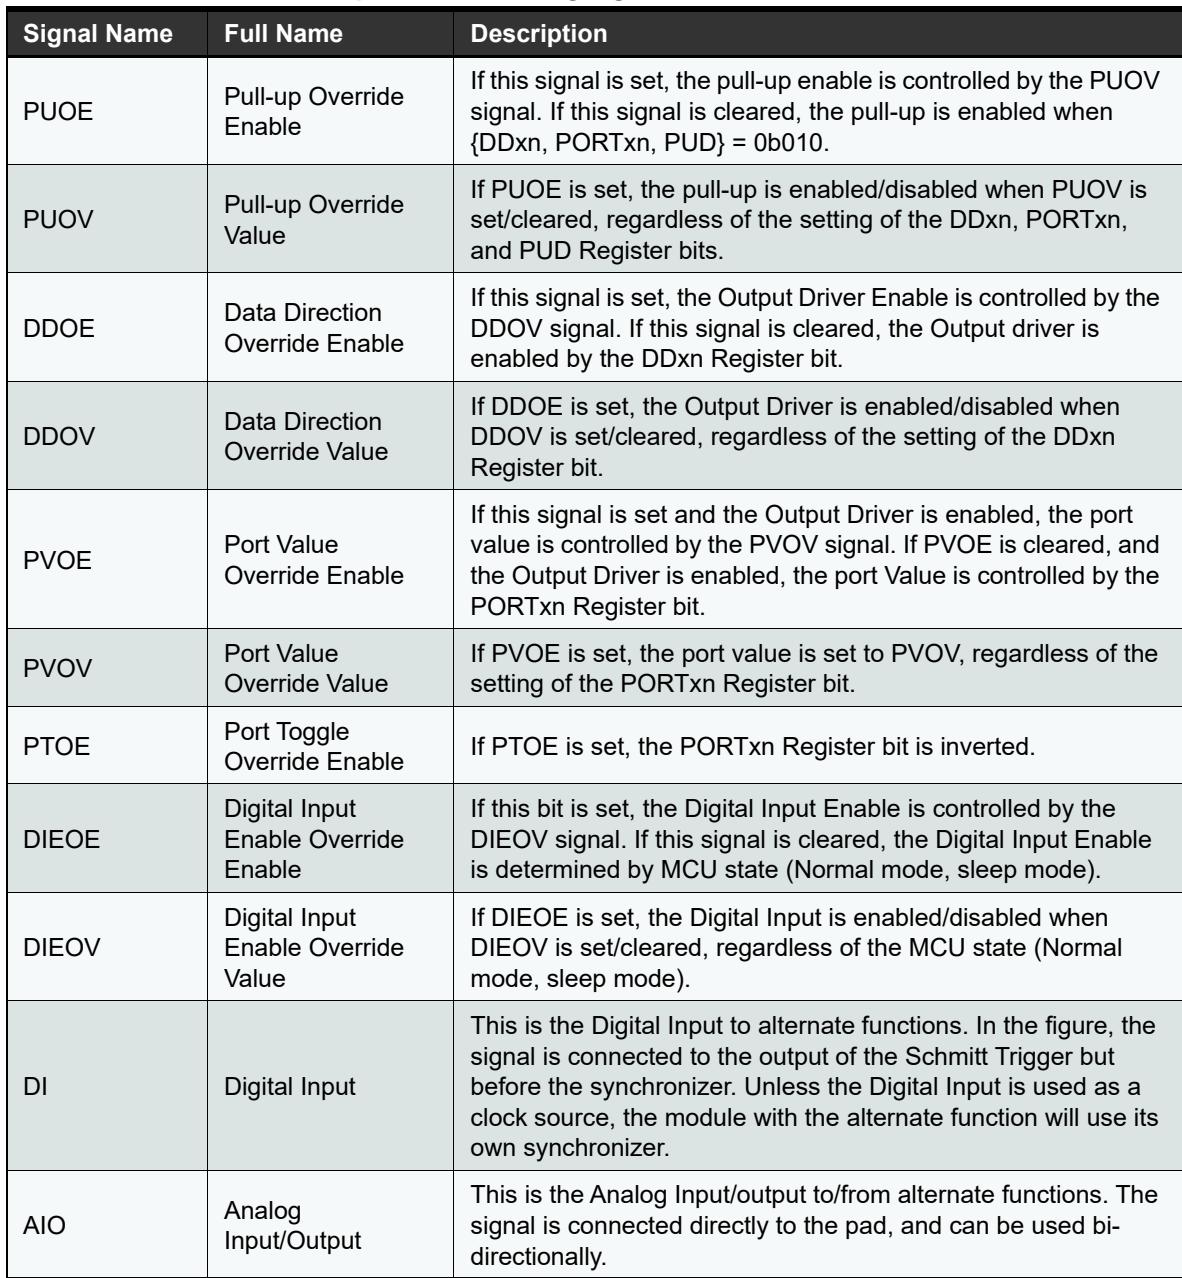 Signal Name Full Name Description
PUOE
Pull-up Override
Enable
If this signal is set, the pull-up enable is controlled by the PUOV
signal. If this signal is cleared, the pull-up is enabled when
{DDxn, PORTxn, PUD} = 0b010.
PUOV
Pull-up Override
Value
If PUOE is set, the pull-up is enabled/disabled when PUOV is
set/cleared, regardless of the setting of the DDxn, PORTxn,
and PUD Register bits.
DDOE
Data Direction
Override Enable
If this signal is set, the Output Driver Enable is controlled by the
DDOV signal. If this signal is cleared, the Output driver is
enabled by the DDxn Register bit.
DDOV
Data Direction
Override Value
If DDOE is set, the Output Driver is enabled/disabled when
DDOV is set/cleared, regardless of the setting of the DDxn
Register bit.
PVOE
Port Value
Override Enable
If this signal is set and the Output Driver is enabled, the port
value is controlled by the PVOV signal. If PVOE is cleared, and
the Output Driver is enabled, the port Value is controlled by the
PORTxn Register bit.
PVOV
Port Value
Override Value
If PVOE is set, the port value is set to PVOV, regardless of the
setting of the PORTxn Register bit.
PTOE
Port Toggle
Override Enable
If PTOE is set, the PORTxn Register bit is inverted.
DIEOE
Digital Input
Enable Override
Enable
If this bit is set, the Digital Input Enable is controlled by the
DIEOV signal. If this signal is cleared, the Digital Input Enable
is determined by MCU state (Normal mode, sleep mode).
DIEOV
Digital Input
Enable Override
Value
If DIEOE is set, the Digital Input is enabled/disabled when
DIEOV is set/cleared, regardless of the MCU state (Normal
mode, sleep mode).
DI
Digital Input
This is the Digital Input to alternate functions. In the figure, the
signal is connected to the output of the Schmitt Trigger but
before the synchronizer. Unless the Digital Input is used as a
clock source, the module with the alternate function will use its
own synchronizer.
AIO
Analog
Input/Output
This is the Analog Input/output to/from alternate functions. The
signal is connected directly to the pad, and can be used bi-
directionally.